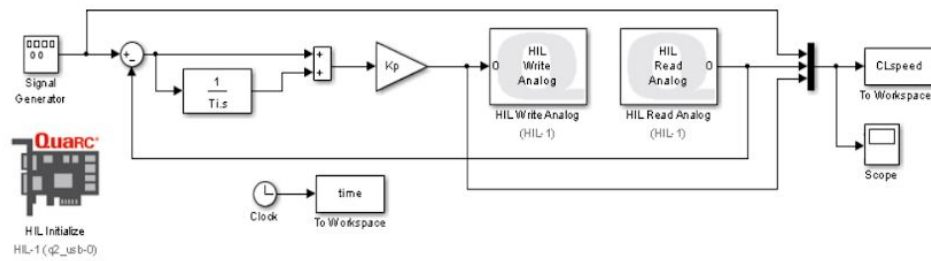 Signal
Generator
+
-
1
Ti.s
+
+
Kp
0
HIL
Write
Analog
HIL Write Analog
(HIL-1)
HIL
Read
Analog
0
HIL Read Analog
(HIL-1)
CLspeed
To Workspace
Scope
QUARC
HIL Initialize
HIL-1 (q2_usb-0)
Clock
time
To Workspace